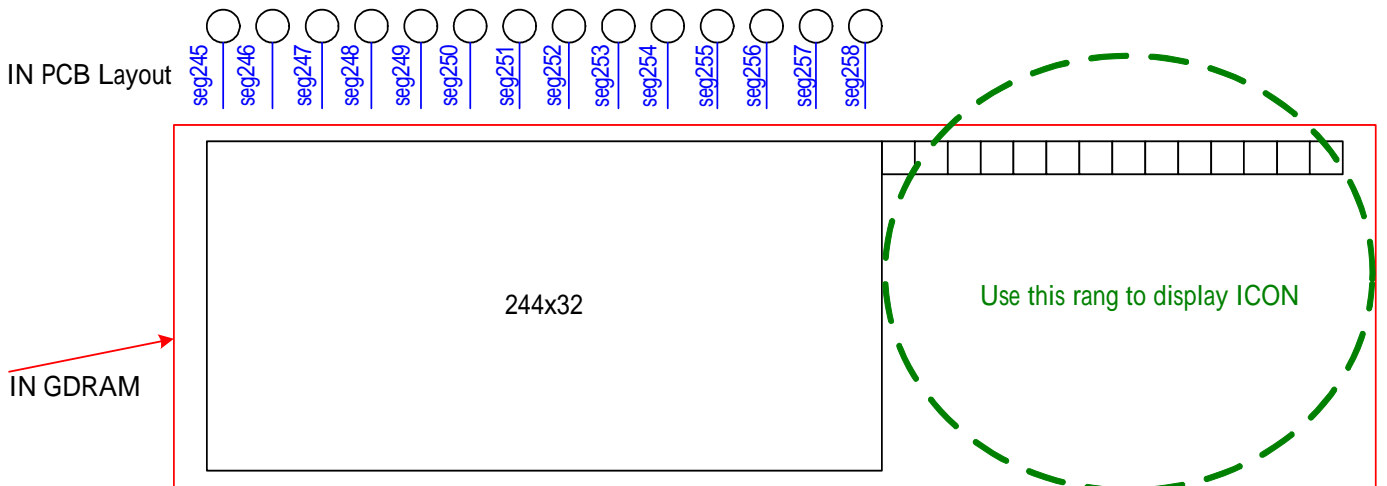 seg245
seg246
seg247
seg248
seg249
seg250
seg251
seg252
seg253
seg254
seg255
seg256
seg257
seg258
IN PCB Layout
244x32
Use this rang to display ICON
IN GDRAM